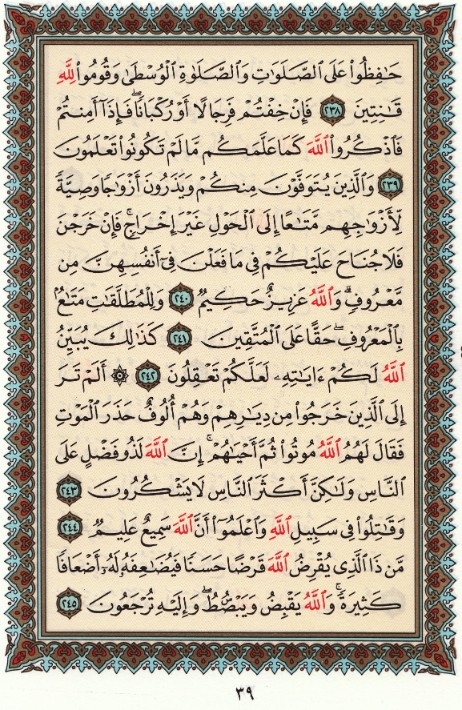 حَـٰفِظُوا۟ عَلَى ٱلصَّلَوَٰتِ وَٱلصَّلَوٰةِ ٱلْوُسْطَىٰ وَقُومُوا۟ لِلَّهِ
قَـٰنِتِينَ ٢٣٨ فَإِنْ خِفْتُمْ فَرِجَالًا أَوْ رُكْبَانًا ۖ فَإِذَآ أَمِنتُمْ
فَٱذْكُرُوا۟ ٱللَّهَ كَمَا عَلَّمَكُم مَّا لَمْ تَكُونُوا۟ تَعْلَمُونَ
٢٣٩ وَٱلَّذِينَ يُتَوَفَّوْنَ مِنكُمْ وَيَذَرُونَ أَزْوَٰجًا وَصِيَّةً
لِّأَزْوَٰجِهِم مَّتَـٰعًا إِلَى ٱلْحَوْلِ غَيْرَ إِخْرَاجٍ ۚ فَإِنْ خَرَجْنَ
فَلَا جُنَاحَ عَلَيْكُمْ فِى مَا فَعَلْنَ فِىٓ أَنفُسِهِنَّ مِن
مَّعْرُوفٍ ۗ وَٱللَّهُ عَزِيزٌ حَكِيمٌ ٢٤٠ وَلِلْمُطَلَّقَـٰتِ مَتَـٰعٌۢ
بِٱلْمَعْرُوفِ ۖ حَقًّا عَلَى ٱلْمُتَّقِينَ ٢٤١ كَذَٰلِكَ يُبَيِّنُ
ٱللَّهُ لَكُمْ ءَايَـٰتِهِۦ لَعَلَّكُمْ تَعْقِلُونَ ٢٤٢ ۞ أَلَمْ تَرَ
إِلَى ٱلَّذِينَ خَرَجُوا۟ مِن دِيَـٰرِهِمْ وَهُمْ أُلُوفٌ حَذَرَ ٱلْمَوْتِ
فَقَالَ لَهُمُ ٱللَّهُ مُوتُوا۟ ثُمَّ أَحْيَـٰهُمْ ۚ إِنَّ ٱللَّهَ لَذُو فَضْلٍ عَلَى
ٱلنَّاسِ وَلَـٰكِنَّ أَكْثَرَ ٱلنَّاسِ لَا يَشْكُرُونَ ٢٤٣
وَقَـٰتِلُوا۟ فِى سَبِيلِ ٱللَّهِ وَٱعْلَمُوٓا۟ أَنَّ ٱللَّهَ سَمِيعٌ عَلِيمٌ ٢٤٤
مَّن ذَا ٱلَّذِى يُقْرِضُ ٱللَّهَ قَرْضًا حَسَنًا فَيُضَـٰعِفَهُۥ لَهُۥٓ أَضْعَافًا
كَثِيرَةً ۚ وَٱللَّهُ يَقْبِضُ وَيَبْصُۜطُ وَإِلَيْهِ تُرْجَعُونَ ٢٤٥
٣٩